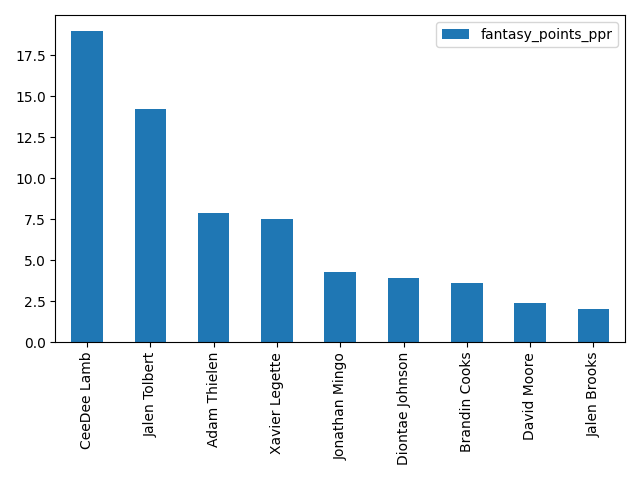 fantasy_points_ppr
17.5
15.0
12.5
10.0
7.5
5.0
2.5
0.0
CeeDee Lamb
Jalen Tolbert
Adam Thielen
Xavier Legette
Jonathan Mingo
Diontae Johnson
Brandin Cooks
David Moore
Jalen Brooks